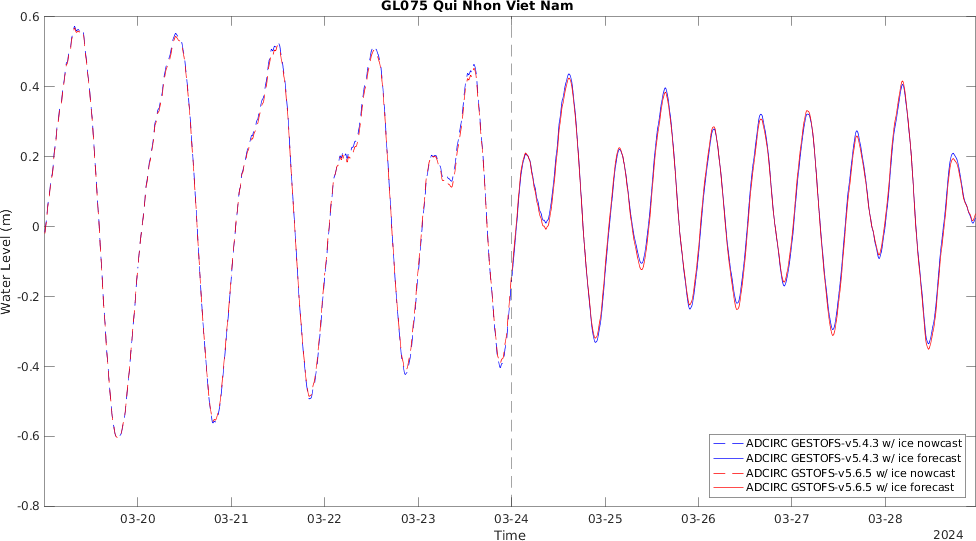 GL075 Qui Nhon Viet Nam
0.6
0.4
0.2
0
-0.2
-0.4
-0.6
-0.8
Water Level (m)
03-20 03-21 03-22 03-23 03-24 03-25 03-26 03-27 03-28
Time
2024
ADCIRC GESTOFS-v5.4.3 w/ ice nowcast
ADCIRC GESTOFS-v5.4.3 w/ ice forecast
ADCIRC GSTOFS-v5.6.5 w/ ice nowcast
ADCIRC GSTOFS-v5.6.5 w/ ice forecast